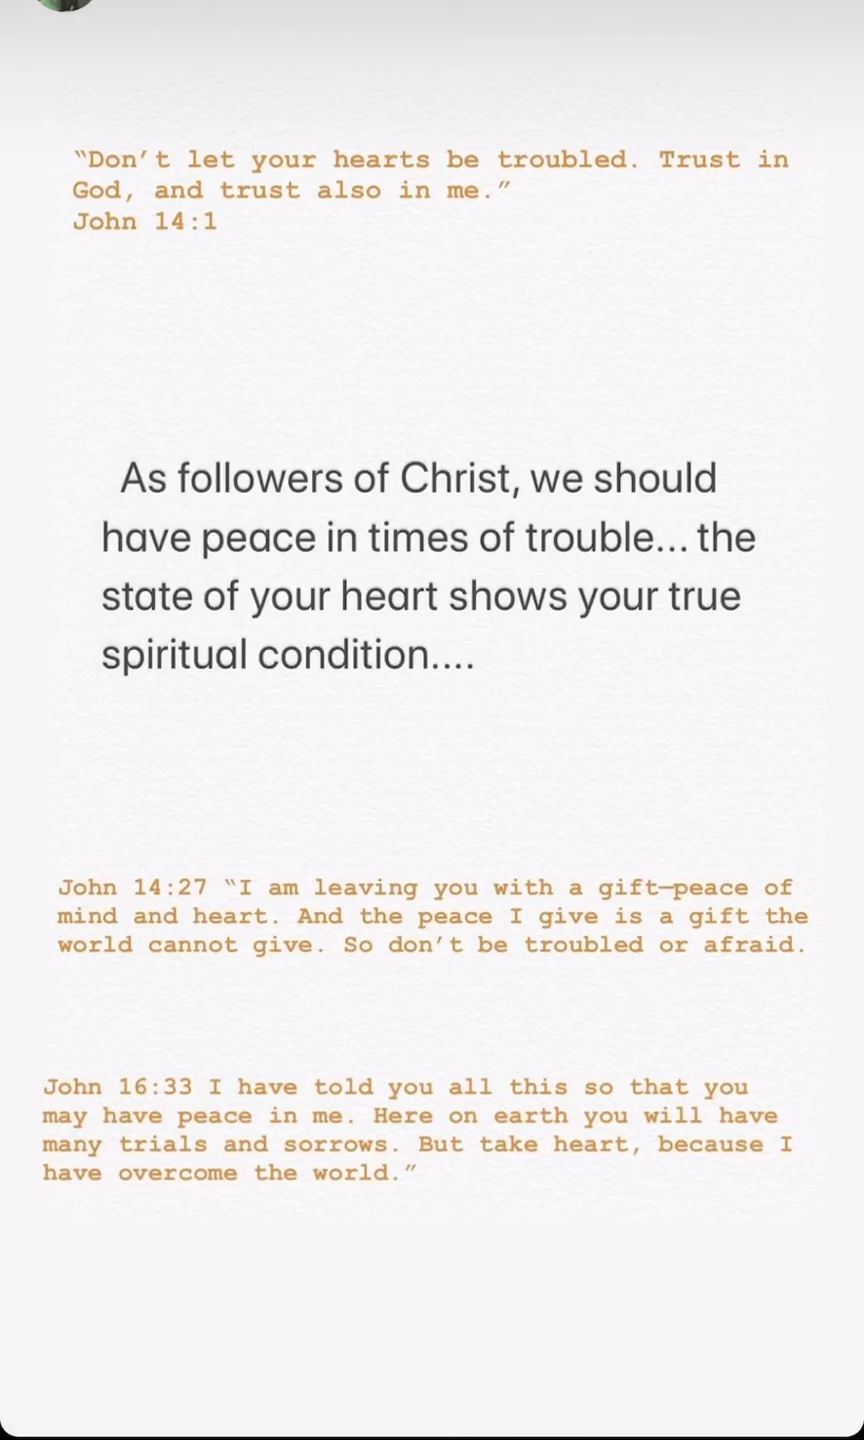 “Don’t let your hearts be troubled. Trust in
God, and trust also in me.”
John 14:1
As followers of Christ, we should
have peace in times of trouble... the
state of your heart shows your true
spiritual condition....
John 14:27 “I am leaving you with a gift—peace of
mind and heart. And the peace I give is a gift the
world cannot give. So don’t be troubled or afraid.
John 16:33 I have told you all this so that you
may have peace in me. Here on earth you will have
many trials and sorrows. But take heart, because I
have overcome the world.”